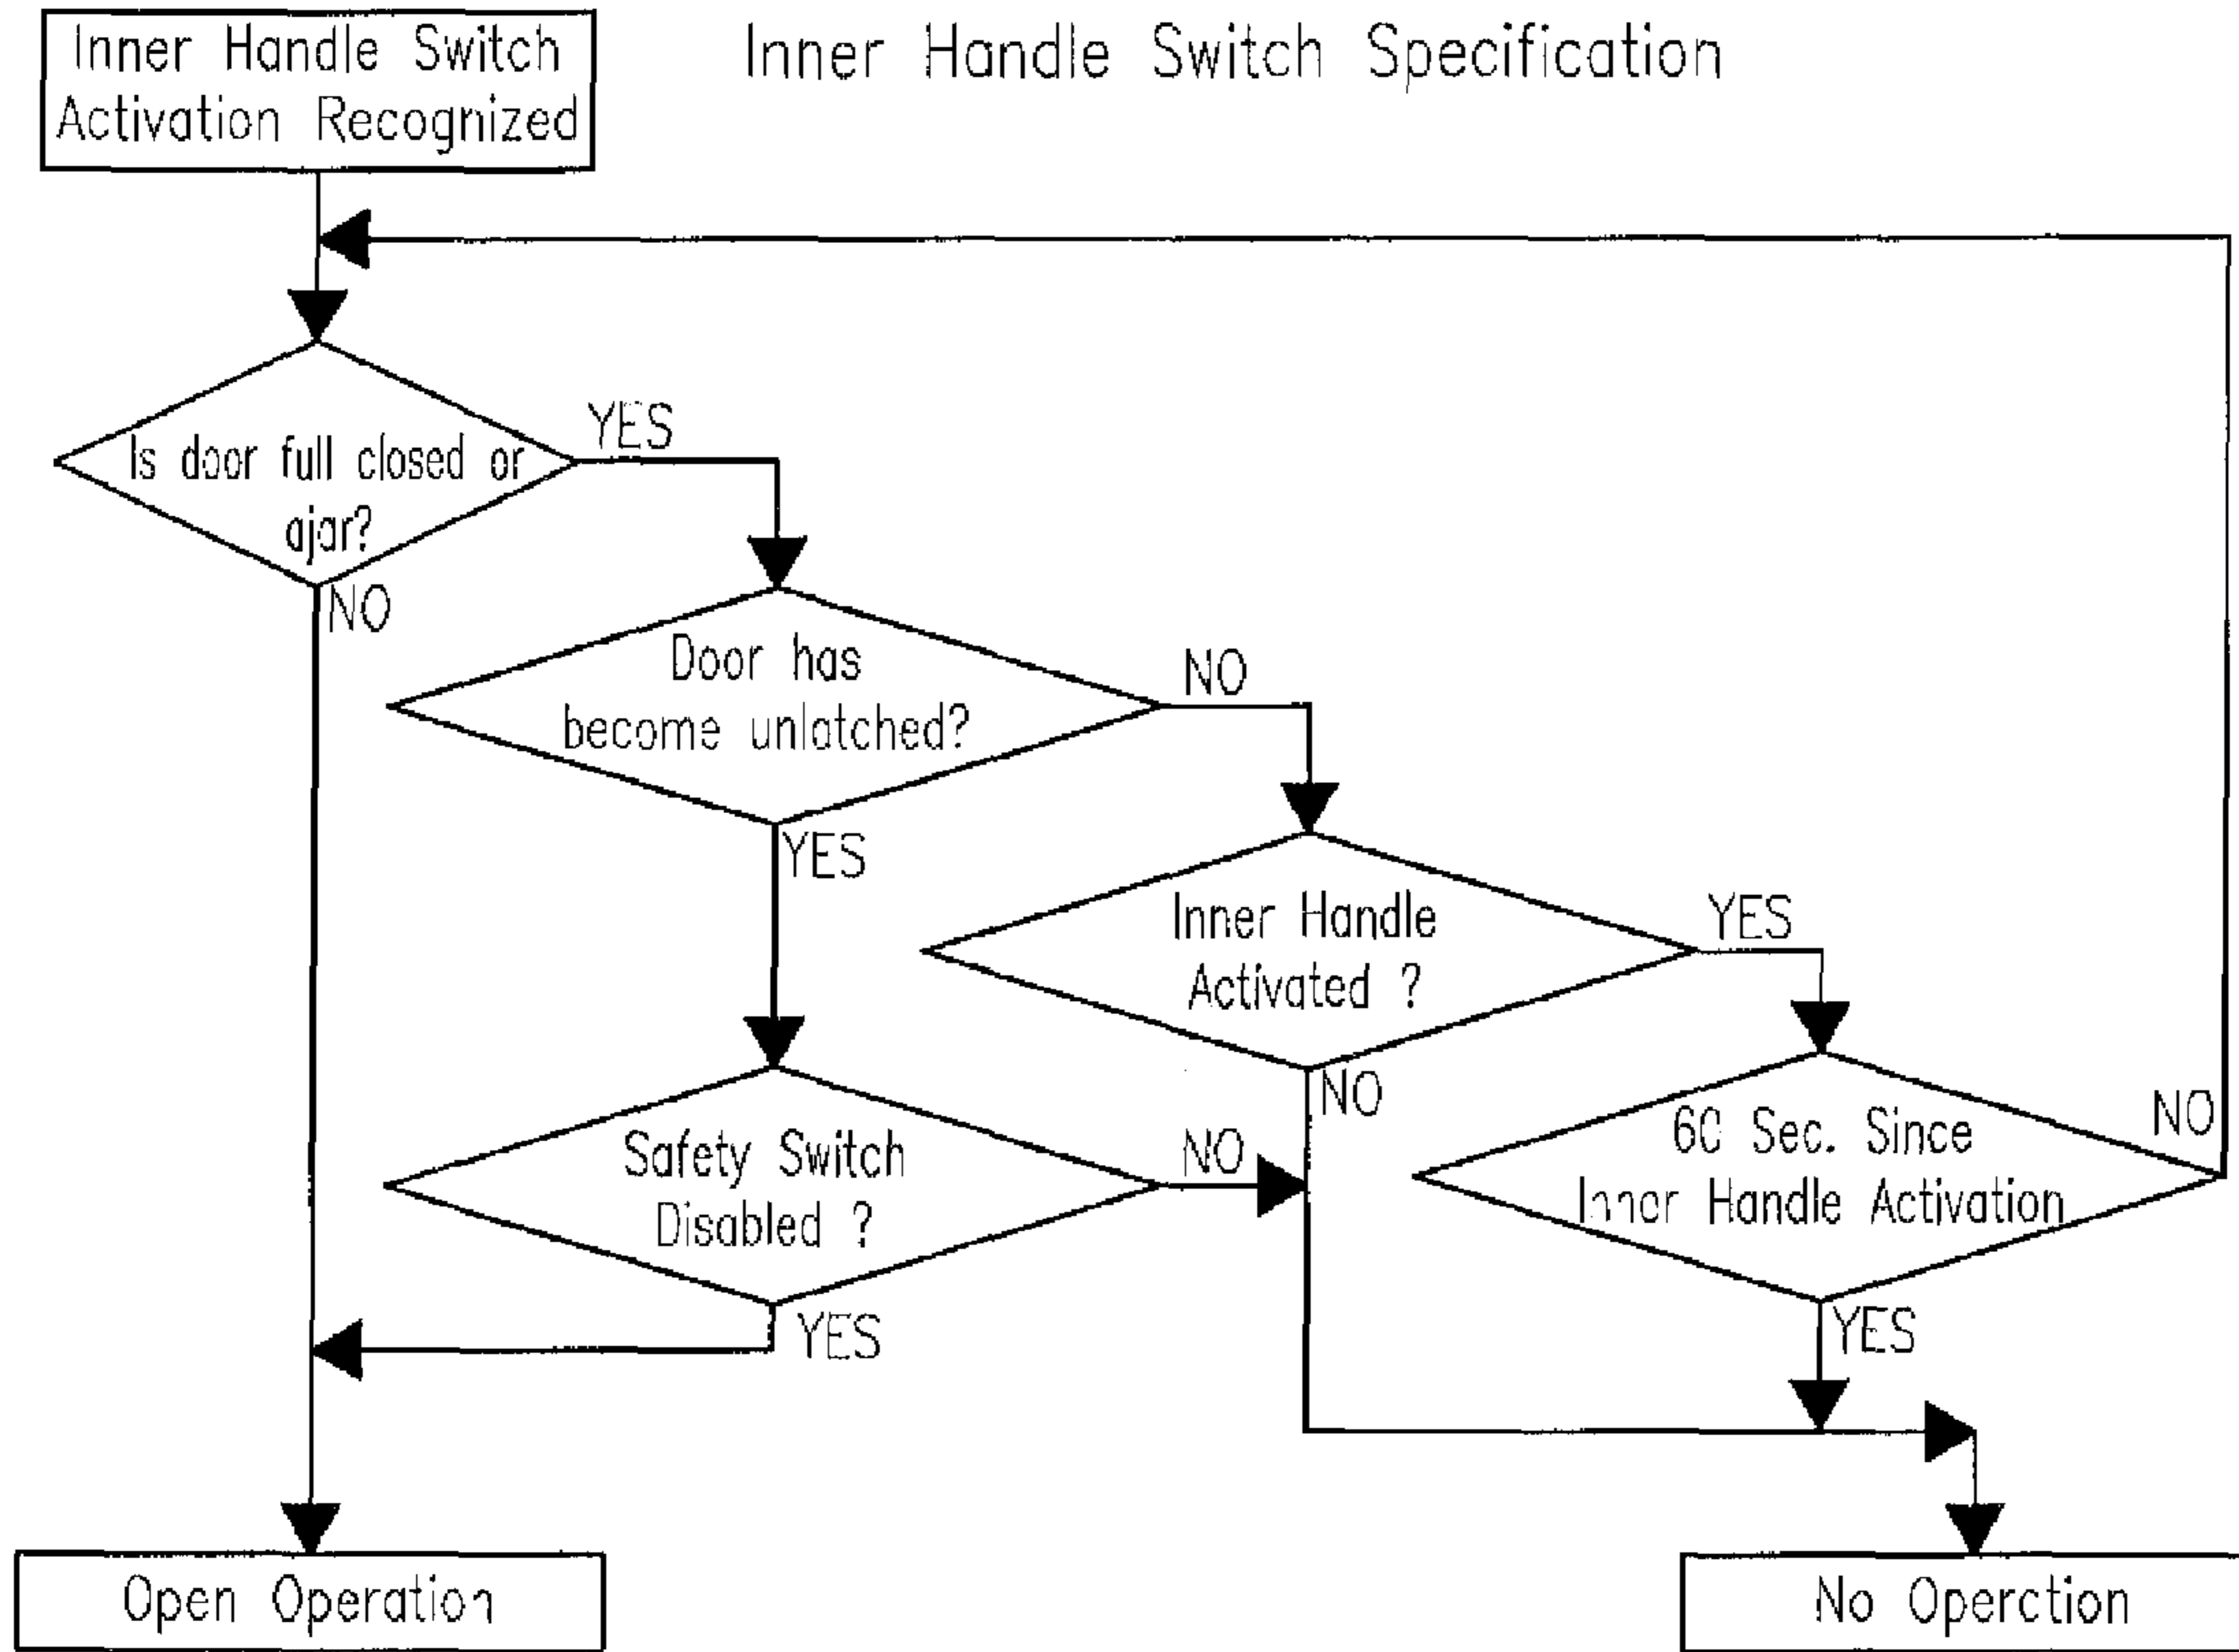 Inner Handle Switch
Activation Recognized
Inner Handle Switch Specification
Is door full closed or
ajar?
YES
NO
Door has
become unlatched?
NO
YES
Inner Handle
Activated ?
YES
NO
Safety Switch
Disabled ?
NO
YES
60 Sec. Since
Inner Handle Activation
NO
YES
Open Operation
No Operction